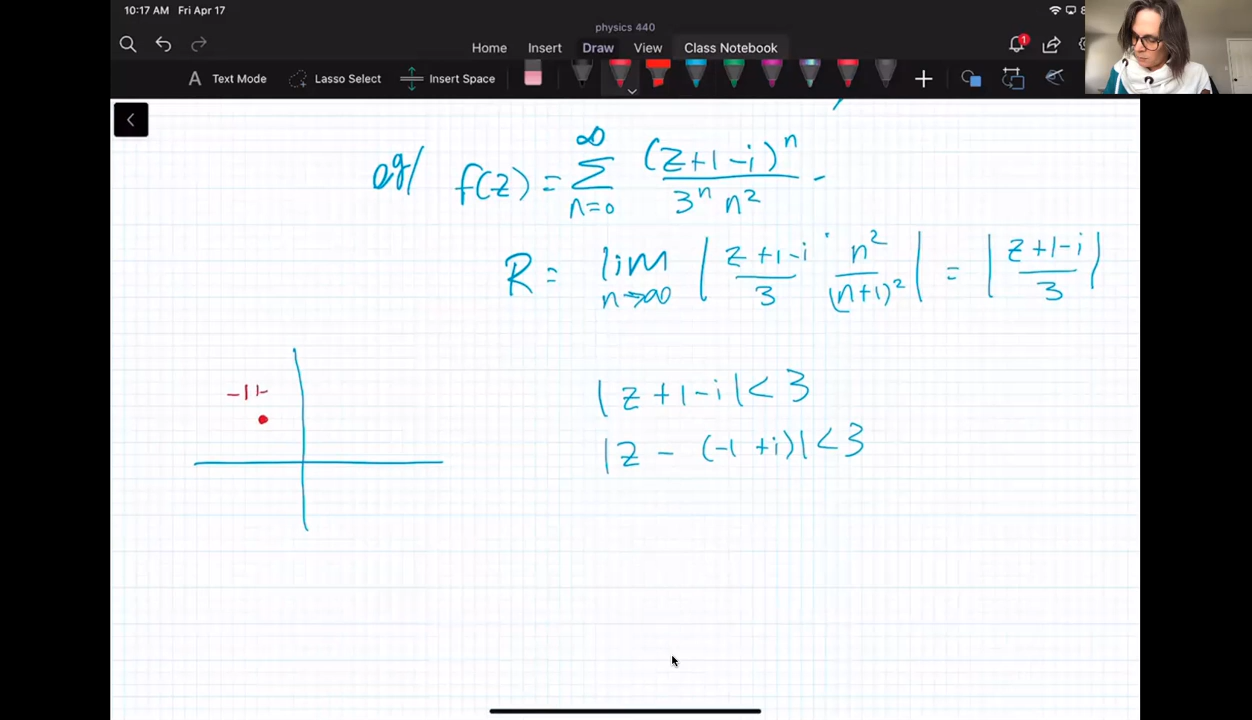 10:17 AM Fri Apr 17
physics 440
Home Insert Draw View Class Notebook
1
A Text Mode Lasso Select Insert Space
eg/ f(z) = ∑_{n=0}^{∞} (z+1-i)^n / (3^n n^2)
R = lim_{n→∞} | (z+1-i)/3 · n^2/(n+1)^2 | = | (z+1-i)/3 |
|z+1-i| < 3
-1+
|z - (-1+i)| < 3